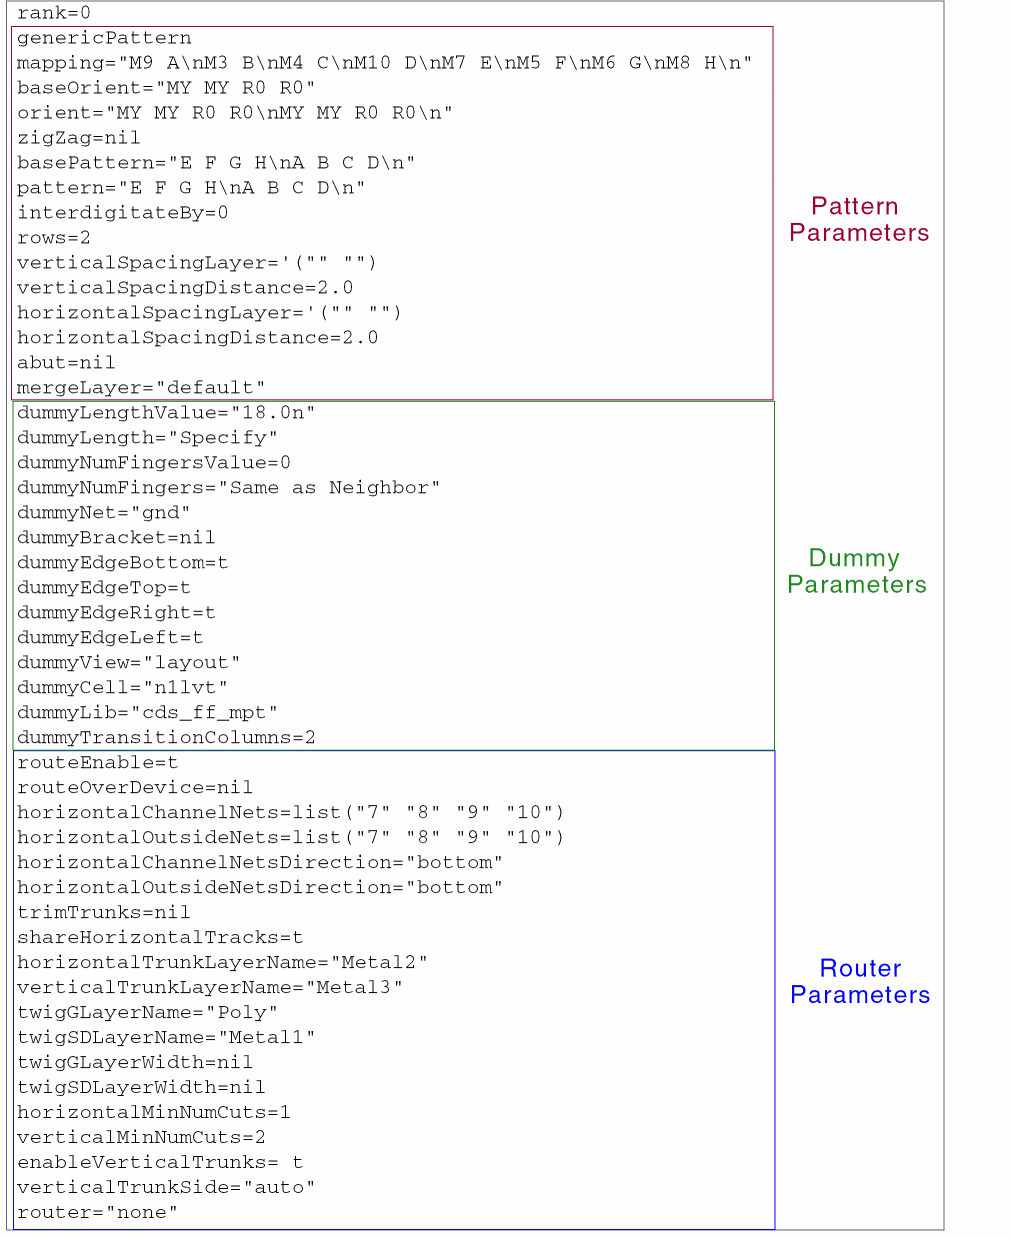 rank=0
genericPattern
mapping="M9 A\nM3 B\nM4 C\nM10 D\nM7 E\nM5 F\nM6 G\nM8 H\n"
baseOrient="MY MY R0 R0"
orient="MY MY R0 R0\nMY MY R0 R0\n"
zigZag=nil
basePattern="E F G H\nA B C D\n"
pattern="E F G H\nA B C D\n"
interdigitateBy=0
rows=2
verticalSpacingLayer='("" "")
verticalSpacingDistance=2.0
horizontalSpacingLayer='("" "")
horizontalSpacingDistance=2.0
abut=nil
mergeLayer="default"
Pattern
Parameters
dummyLengthValue="18.0n"
dummyLength="Specify"
dummyNumFingersValue=0
dummyNumFingers="Same as Neighbor"
dummyNet="gnd"
dummyBracket=nil
dummyEdgeBottom=t
dummyEdgeTop=t
dummyEdgeRight=t
dummyEdgeLeft=t
dummyView="layout"
dummyCell="n1lvt"
dummyLib="cds_ff_mpt"
dummyTransitionColumns=2
Dummy
Parameters
routeEnable=t
routeOverDevice=nil
horizontalChannelNets=list("7" "8" "9" "10")
horizontalOutsideNets=list("7" "8" "9" "10")
horizontalChannelNetsDirection="bottom"
horizontalOutsideNetsDirection="bottom"
trimTrunks=nil
shareHorizontalTracks=t
horizontalTrunkLayerName="Metal2"
verticalTrunkLayerName="Metal3"
twigGLayerName="Poly"
twigSDLayerName="Metal1"
twigGLayerWidth=nil
twigSDLayerWidth=nil
horizontalMinNumCuts=1
verticalMinNumCuts=2
enableVerticalTrunks= t
verticalTrunkSide="auto"
router="none"
Router
Parameters